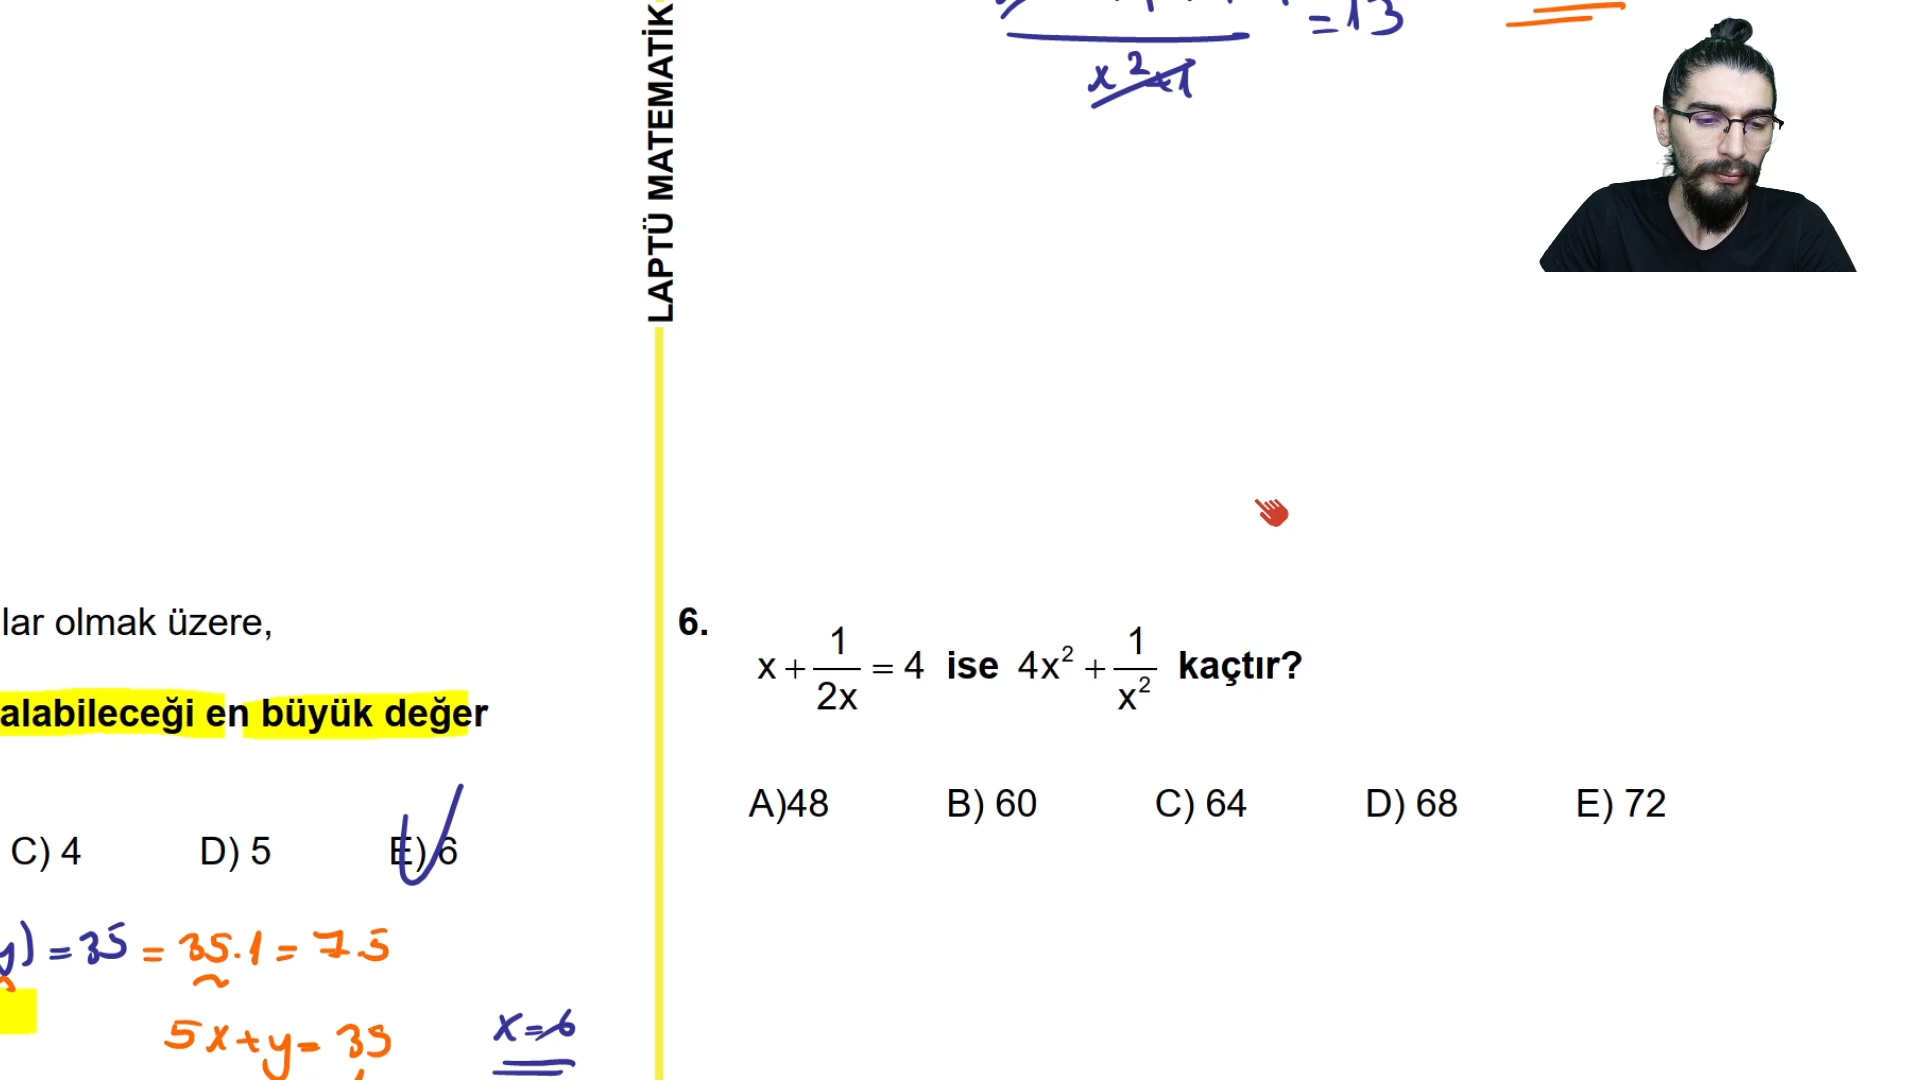 = 13
x² + 1
LAPTÜ MATEMATİK
lar olmak üzere,
alabileceği en büyük değer
C) 4 D) 5 E) 6
y) = 35 = 35.1 = 7.5
5x + y = 35
x = 6
6.
x + 1/2x = 4 ise 4x² + 1/x² kaçtır?
A)48 B) 60 C) 64 D) 68 E) 72